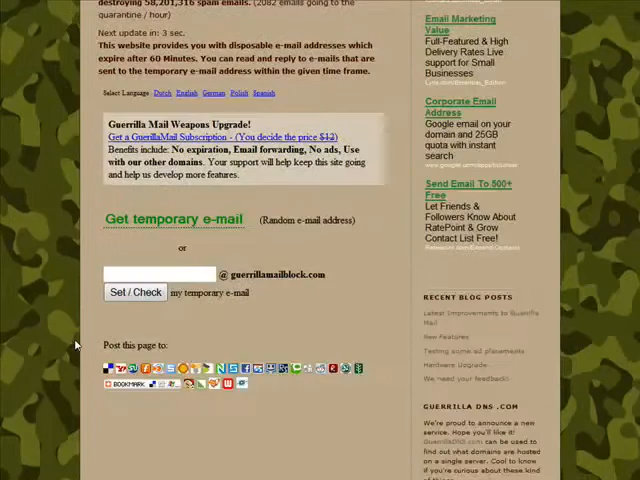 destroying 58,201,316 spam emails. (2082 emails going to the
quarantine / hour)
Next update in: 3 sec.
This website provides you with disposable e-mail addresses which
expire after 60 Minutes. You can read and reply to e-mails that are
sent to the temporary e-mail address within the given time frame.
Select Language - Dutch English German Polish Spanish
Guerrilla Mail Weapons Upgrade!
Get a GuerillaMail Subscription - (You decide the price $12)
Benefits include: No expiration, Email forwarding, No ads, Use
with our other domains. Your support will help keep this site going
and help us develop more features.
Get temporary e-mail (Random e-mail address)
or
@ guerrillamailblock.com
Set / Check my temporary e-mail
Post this page to:
BOOKMARK
Email Marketing
Value
Full-Featured & High
Delivery Rates Live
support for Small
Businesses
Corporate Email
Address
Google email on your
domain and 25GB
quota with instant
search
Send Email To 500+
Free
Let Friends &
Followers Know About
RatePoint & Grow
Contact List Free!
RECENT BLOG POSTS
Latest Improvements to Guerrilla
Mail
New Features
Testing some ad placements
Hardware Upgrade
We need your feedback!
GUERRILLA DNS .COM
We're proud to announce a new
service. Hope you'll like it!
GuerrillaDNS.com can be used to
find out what domains are hosted
on a single server. Cool to know
if you're curious about these kind
of things.